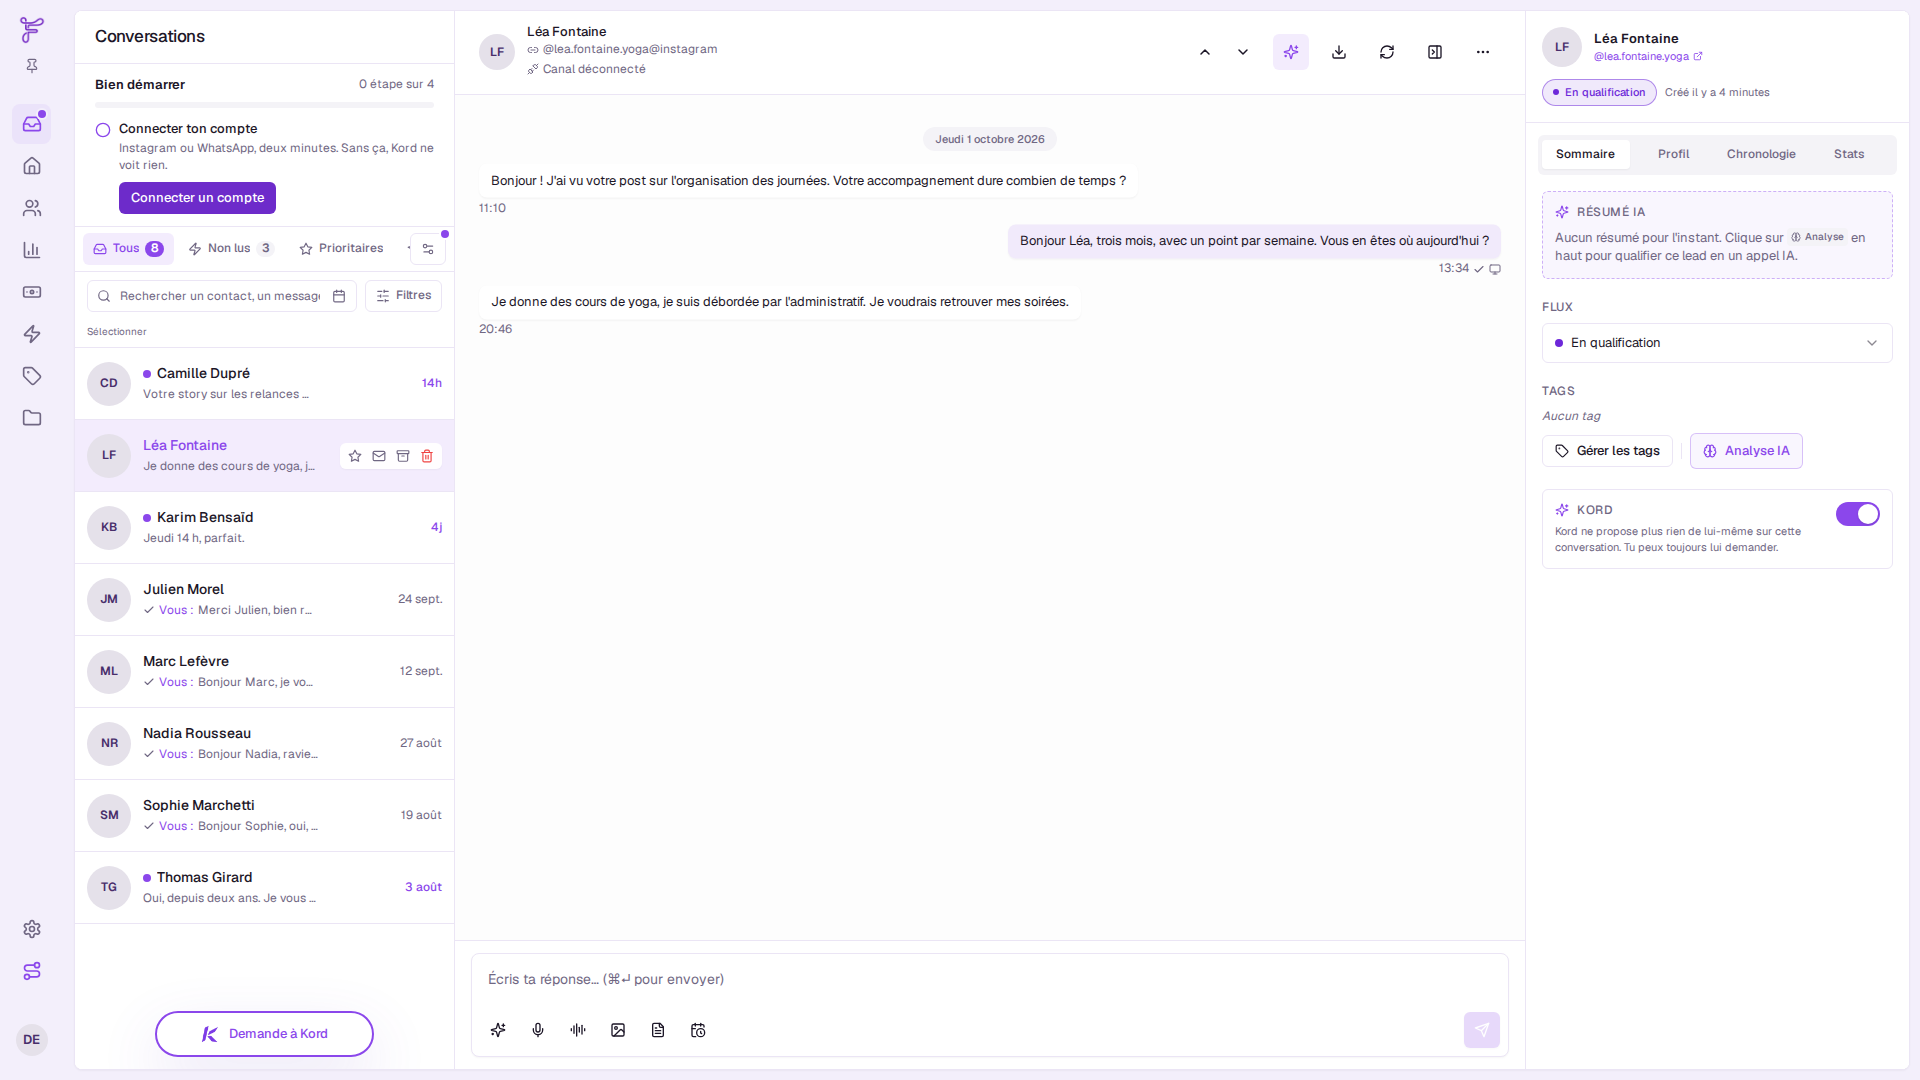 Conversations
Bien démarrer
0 étape sur 4
Connecter ton compte
Instagram ou WhatsApp, deux minutes. Sans ça, Kord ne
voit rien.
Connecter un compte
Tous 8
Non lus 3
Prioritaires
Rechercher un contact, un message
Filtres
Sélectionner
CD
Camille Dupré
Votre story sur les relances ...
14h
LF
Léa Fontaine
Je donne des cours de yoga, j...
KB
Karim Bensaïd
Jeudi 14 h, parfait.
4j
JM
Julien Morel
Vous : Merci Julien, bien r...
24 sept.
ML
Marc Lefèvre
Vous : Bonjour Marc, je vo...
12 sept.
NR
Nadia Rousseau
Vous : Bonjour Nadia, ravie...
27 août
SM
Sophie Marchetti
Vous : Bonjour Sophie, oui, ...
19 août
TG
Thomas Girard
Oui, depuis deux ans. Je vous ...
3 août
DE
Demande à Kord
LF
Léa Fontaine
@lea.fontaine.yoga@instagram
Canal déconnecté
Jeudi 1 octobre 2026
Bonjour ! J'ai vu votre post sur l'organisation des journées. Votre accompagnement dure combien de temps ?
11:10
Bonjour Léa, trois mois, avec un point par semaine. Vous en êtes où aujourd'hui ?
13:34
Je donne des cours de yoga, je suis débordée par l'administratif. Je voudrais retrouver mes soirées.
20:46
Écris ta réponse... (⌘↵ pour envoyer)
LF
Léa Fontaine
@lea.fontaine.yoga
En qualification
Créé il y a 4 minutes
Sommaire
Profil
Chronologie
Stats
RÉSUMÉ IA
Aucun résumé pour l'instant. Clique sur Analyse en
haut pour qualifier ce lead en un appel IA.
FLUX
En qualification
TAGS
Aucun tag
Gérer les tags
Analyse IA
KORD
Kord ne propose plus rien de lui-même sur cette
conversation. Tu peux toujours lui demander.